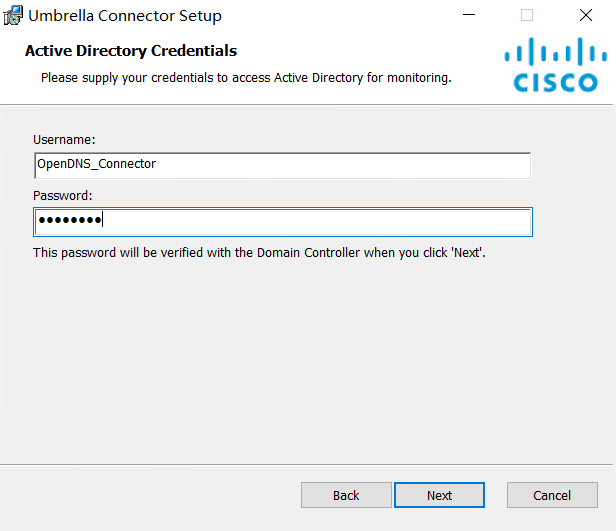 Umbrella Connector Setup
Active Directory Credentials
Please supply your credentials to access Active Directory for monitoring.
CISCO
Username:
OpenDNS_Connector
Password:
●●●●●●●●
This password will be verified with the Domain Controller when you click 'Next'.
Back
Next
Cancel